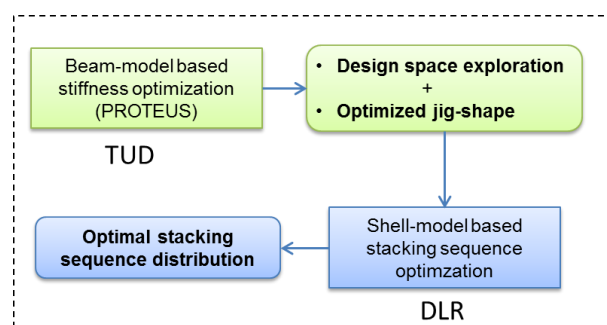 Beam-model based
stiffness optimization
(PROTEUS)
TUD
• Design space exploration
+
• Optimized jig-shape
Shell-model based
stacking sequence
optimzation
DLR
Optimal stacking
sequence distribution